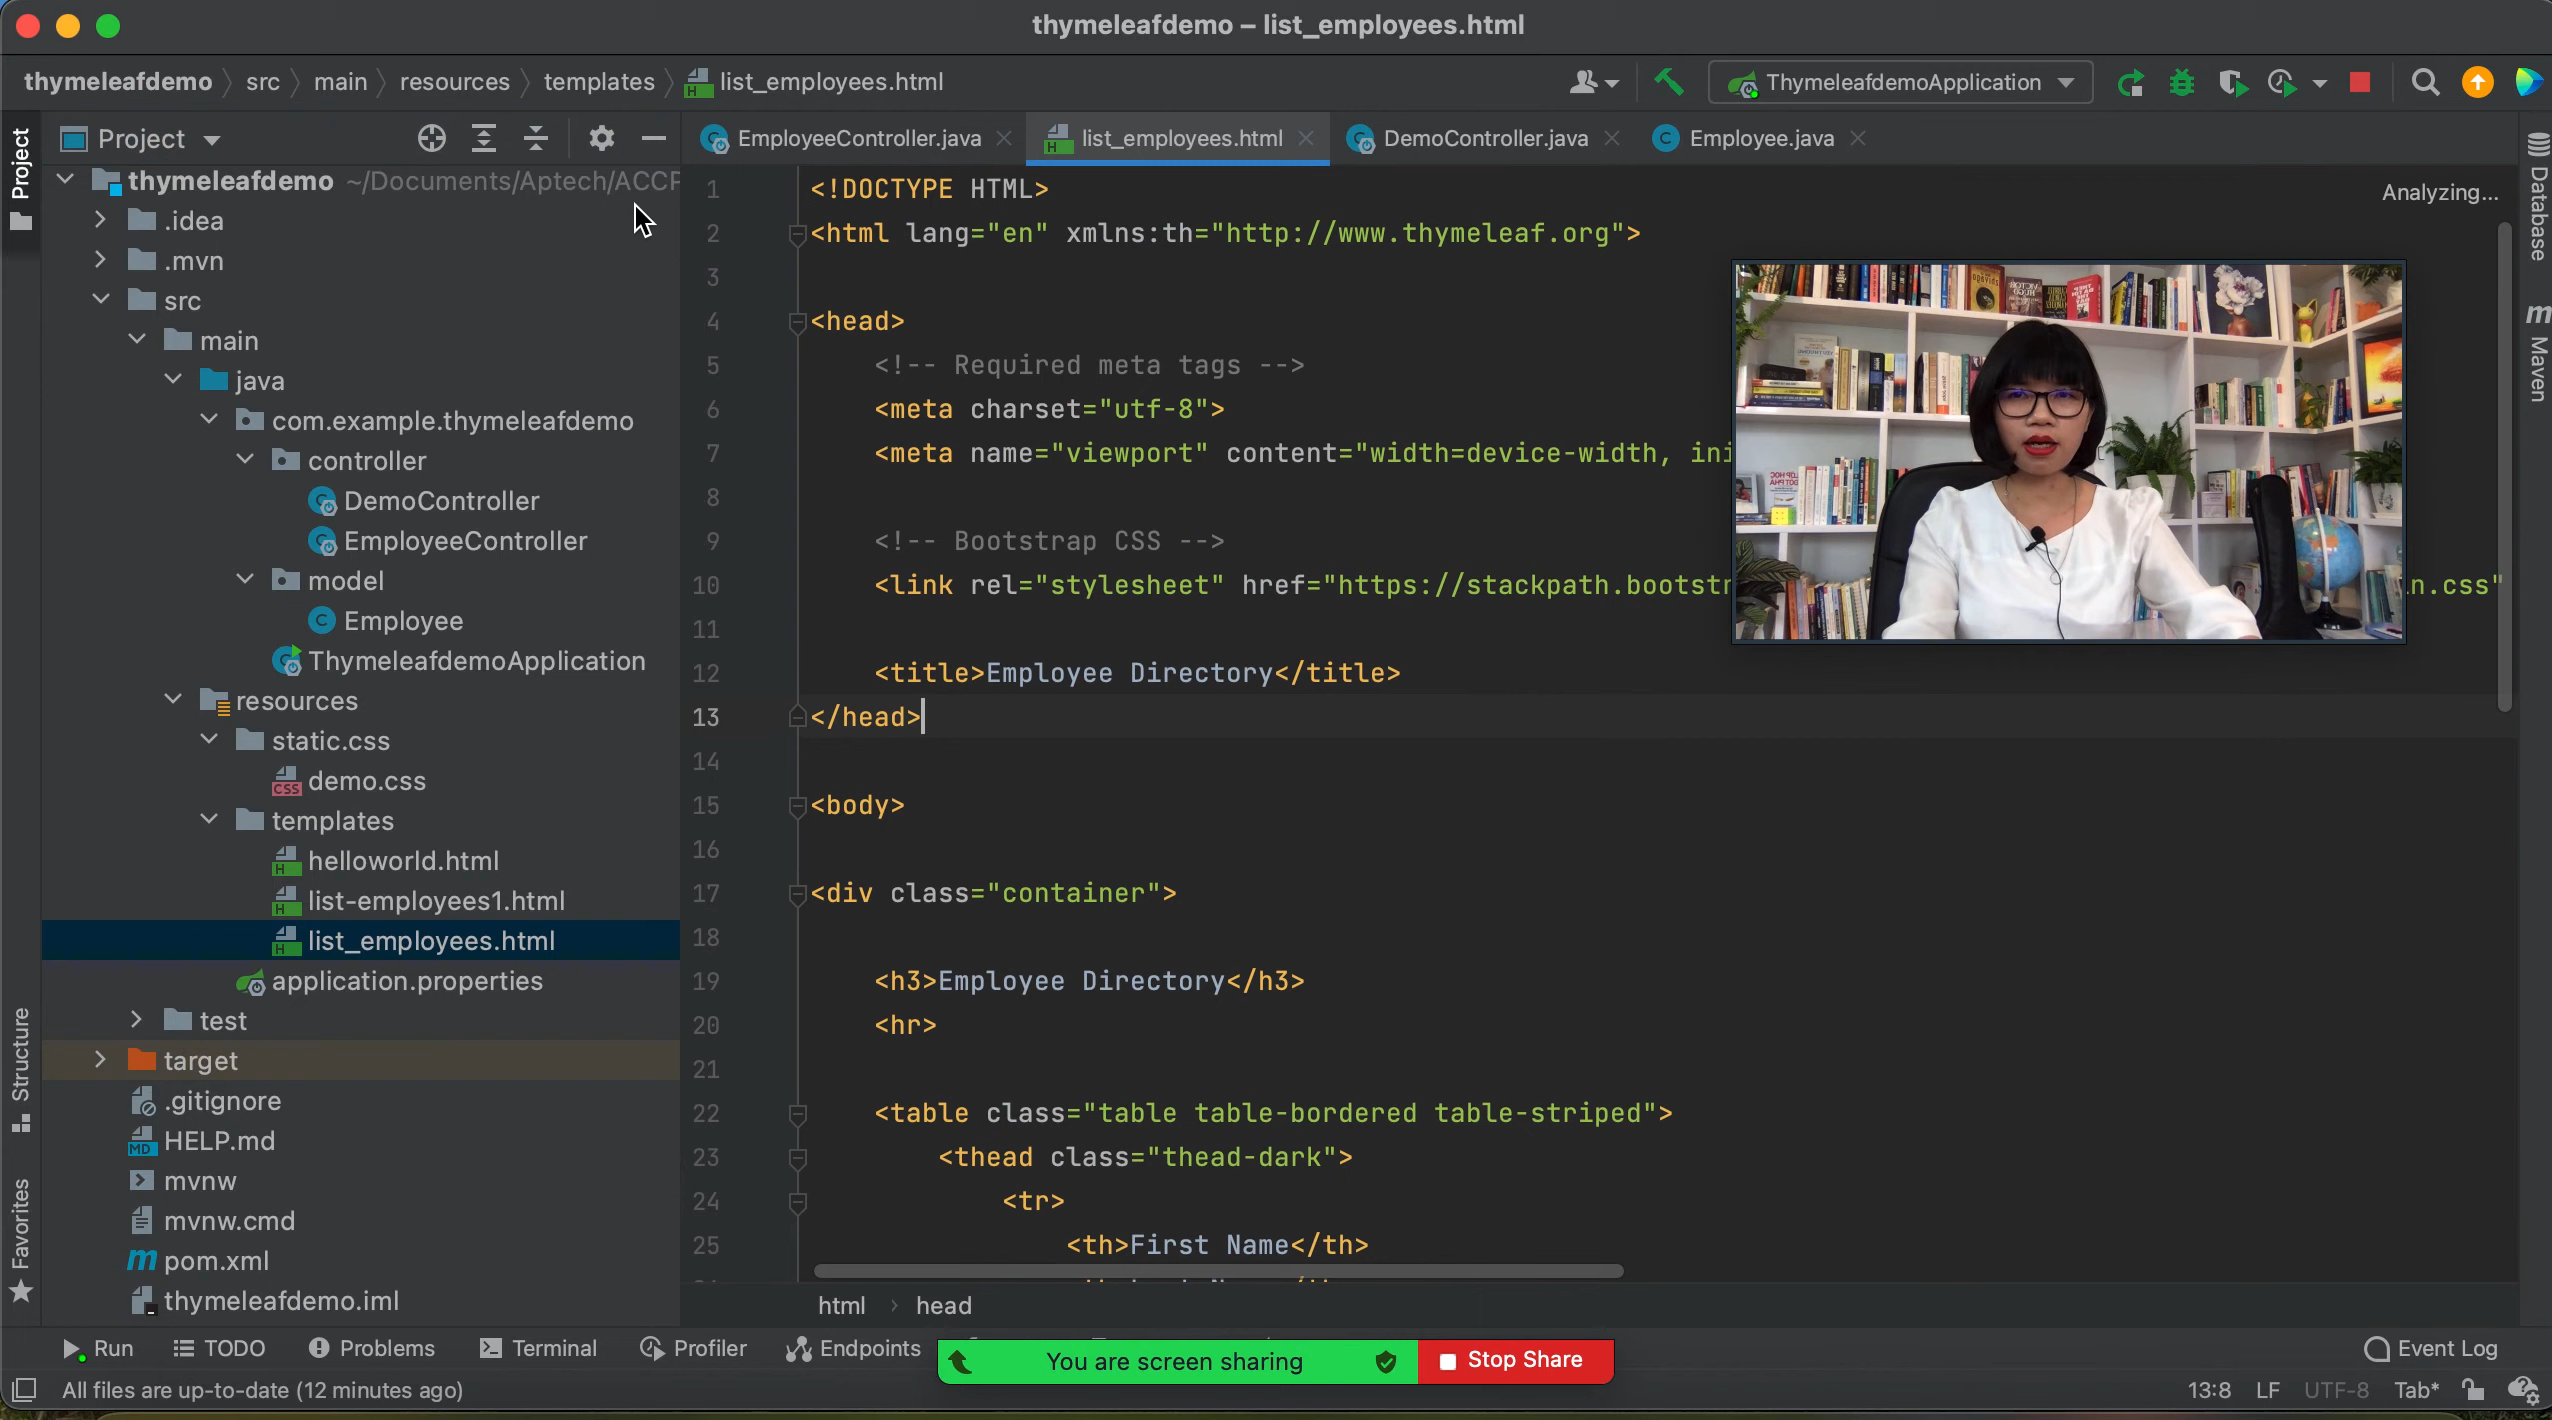 thymeleafdemo – list_employees.html
thymeleafdemo src main resources templates list_employees.html
ThymeleafdemoApplication
Project
Project
EmployeeController.java
list_employees.html
DemoController.java
Employee.java
thymeleafdemo ~/Documents/Aptech/ACCP
.idea
.mvn
src
main
java
com.example.thymeleafdemo
controller
DemoController
EmployeeController
model
Employee
ThymeleafdemoApplication
resources
static.css
demo.css
templates
helloworld.html
list-employees1.html
list_employees.html
application.properties
test
target
.gitignore
HELP.md
mvnw
mvnw.cmd
pom.xml
thymeleafdemo.iml
Structure
Favorites
Analyzing...
Database
Maven
1 <!DOCTYPE HTML>
2 <html lang="en" xmlns:th="http://www.thymeleaf.org">
3
4 <head>
5 <!-- Required meta tags -->
6 <meta charset="utf-8">
7 <meta name="viewport" content="width=device-width, ini
8
9 <!-- Bootstrap CSS -->
10 <link rel="stylesheet" href="https://stackpath.bootstr n.css"
11
12 <title>Employee Directory</title>
13 </head>
14
15 <body>
16
17 <div class="container">
18
19 <h3>Employee Directory</h3>
20 <hr>
21
22 <table class="table table-bordered table-striped">
23 <thead class="thead-dark">
24 <tr>
25 <th>First Name</th>
html head
Run TODO Problems Terminal Profiler Endpoints
You are screen sharing
Stop Share
Event Log
All files are up-to-date (12 minutes ago)
13:8 LF UTF-8 Tab*